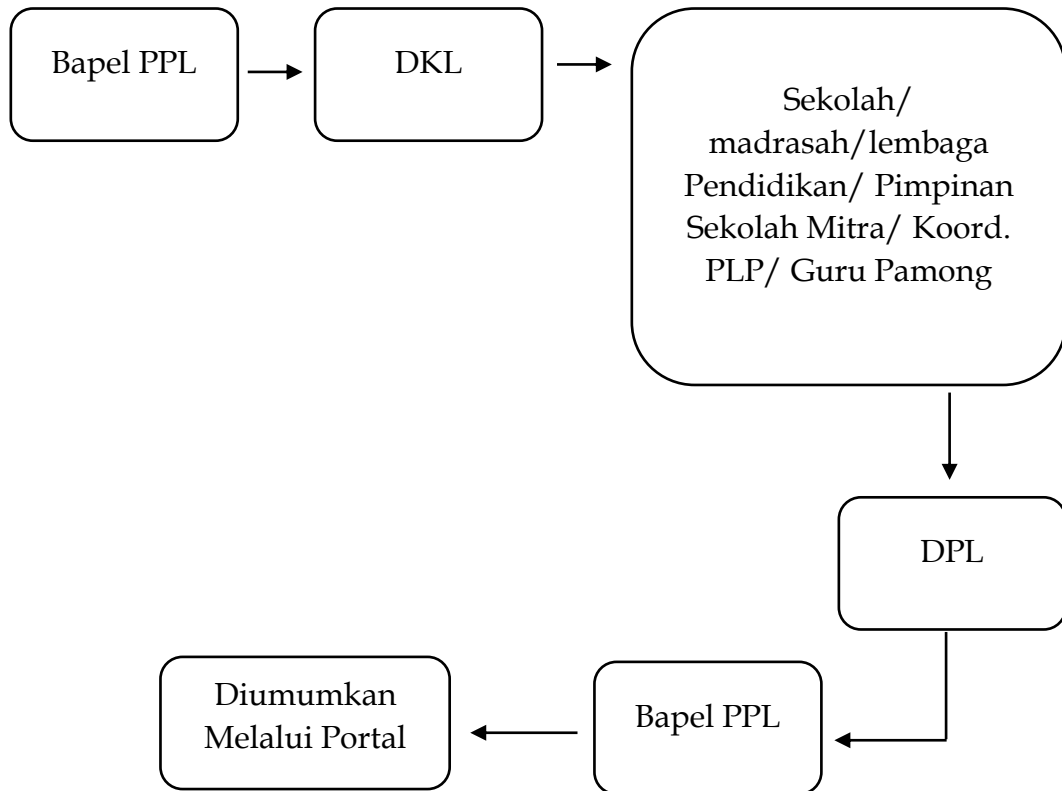 Bapel PPL
DKL
Sekolah/
madrasah/lembaga
Pendidikan/ Pimpinan
Sekolah Mitra/ Koord.
PLP/ Guru Pamong
DPL
Bapel PPL
Diumumkan
Melalui Portal